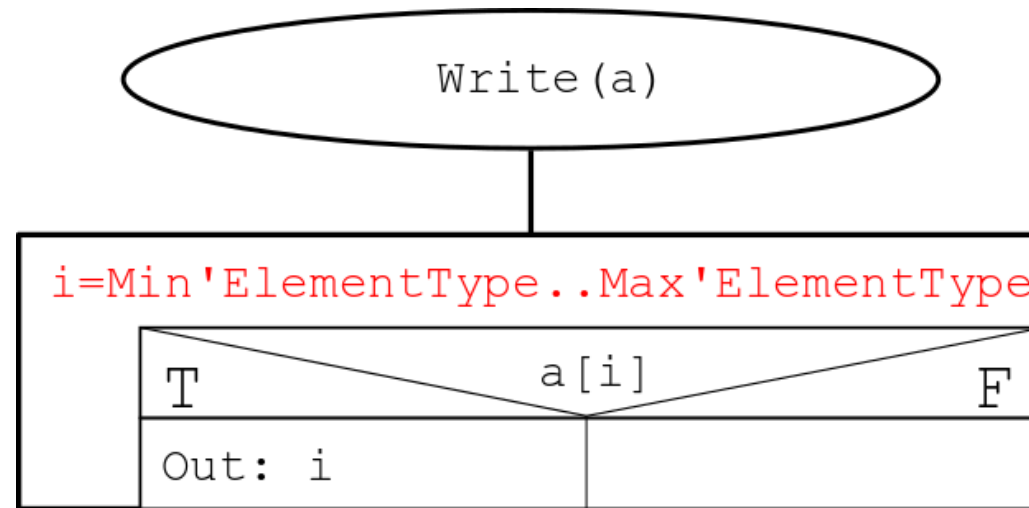 Write(a)
i=Min'ElementType..Max'ElementType
a[i]
T F
Out: i